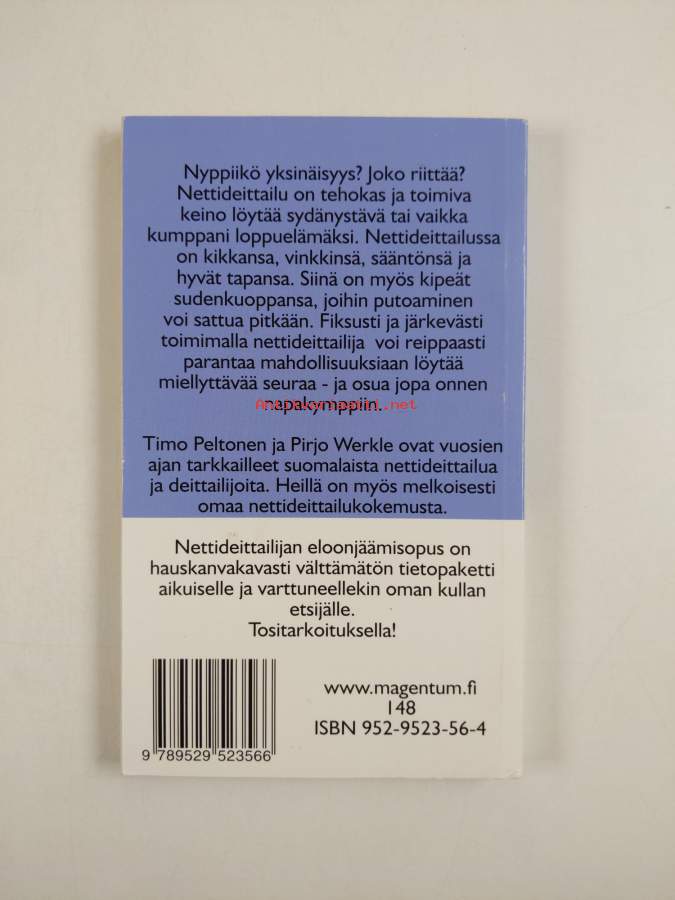 Nyppiikö yksinäisyys? Joko riittää?
Nettideittailu on tehokas ja toimiva
keino löytää sydänystävä tai vaikka
kumppani loppuelämäksi. Nettideittailussa
on kikkansa, vinkkinsä, sääntönsä ja
hyvät tapansa. Siinä on myös kipeät
sudenkuoppansa, joihin putoaminen
voi sattua pitkään. Fiksusti ja järkevästi
toimimalla nettideittailija voi reippaasti
parantaa mahdollisuuksiaan löytää
miellyttävää seuraa - ja osua jopa onnen
napakymppiin.
Antikvariaatti.net
Timo Peltonen ja Pirjo Werkle ovat vuosien
ajan tarkkailleet suomalaista nettideittailua
ja deittailijoita. Heillä on myös melkoisesti
omaa nettideittailukokemusta.
Nettideittailijan eloonjäämisopus on
hauskanvakavasti välttämätön tietopaketti
aikuiselle ja varttuneellekin oman kullan
etsijälle.
Tositarkoituksella!
www.magentum.fi
148
ISBN 952-9523-56-4
9 789529 523566